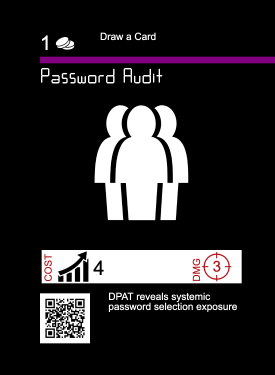 1
Draw a Card
Password Audit
COST
4
DMG
3
DPAT reveals systemic
password selection exposure